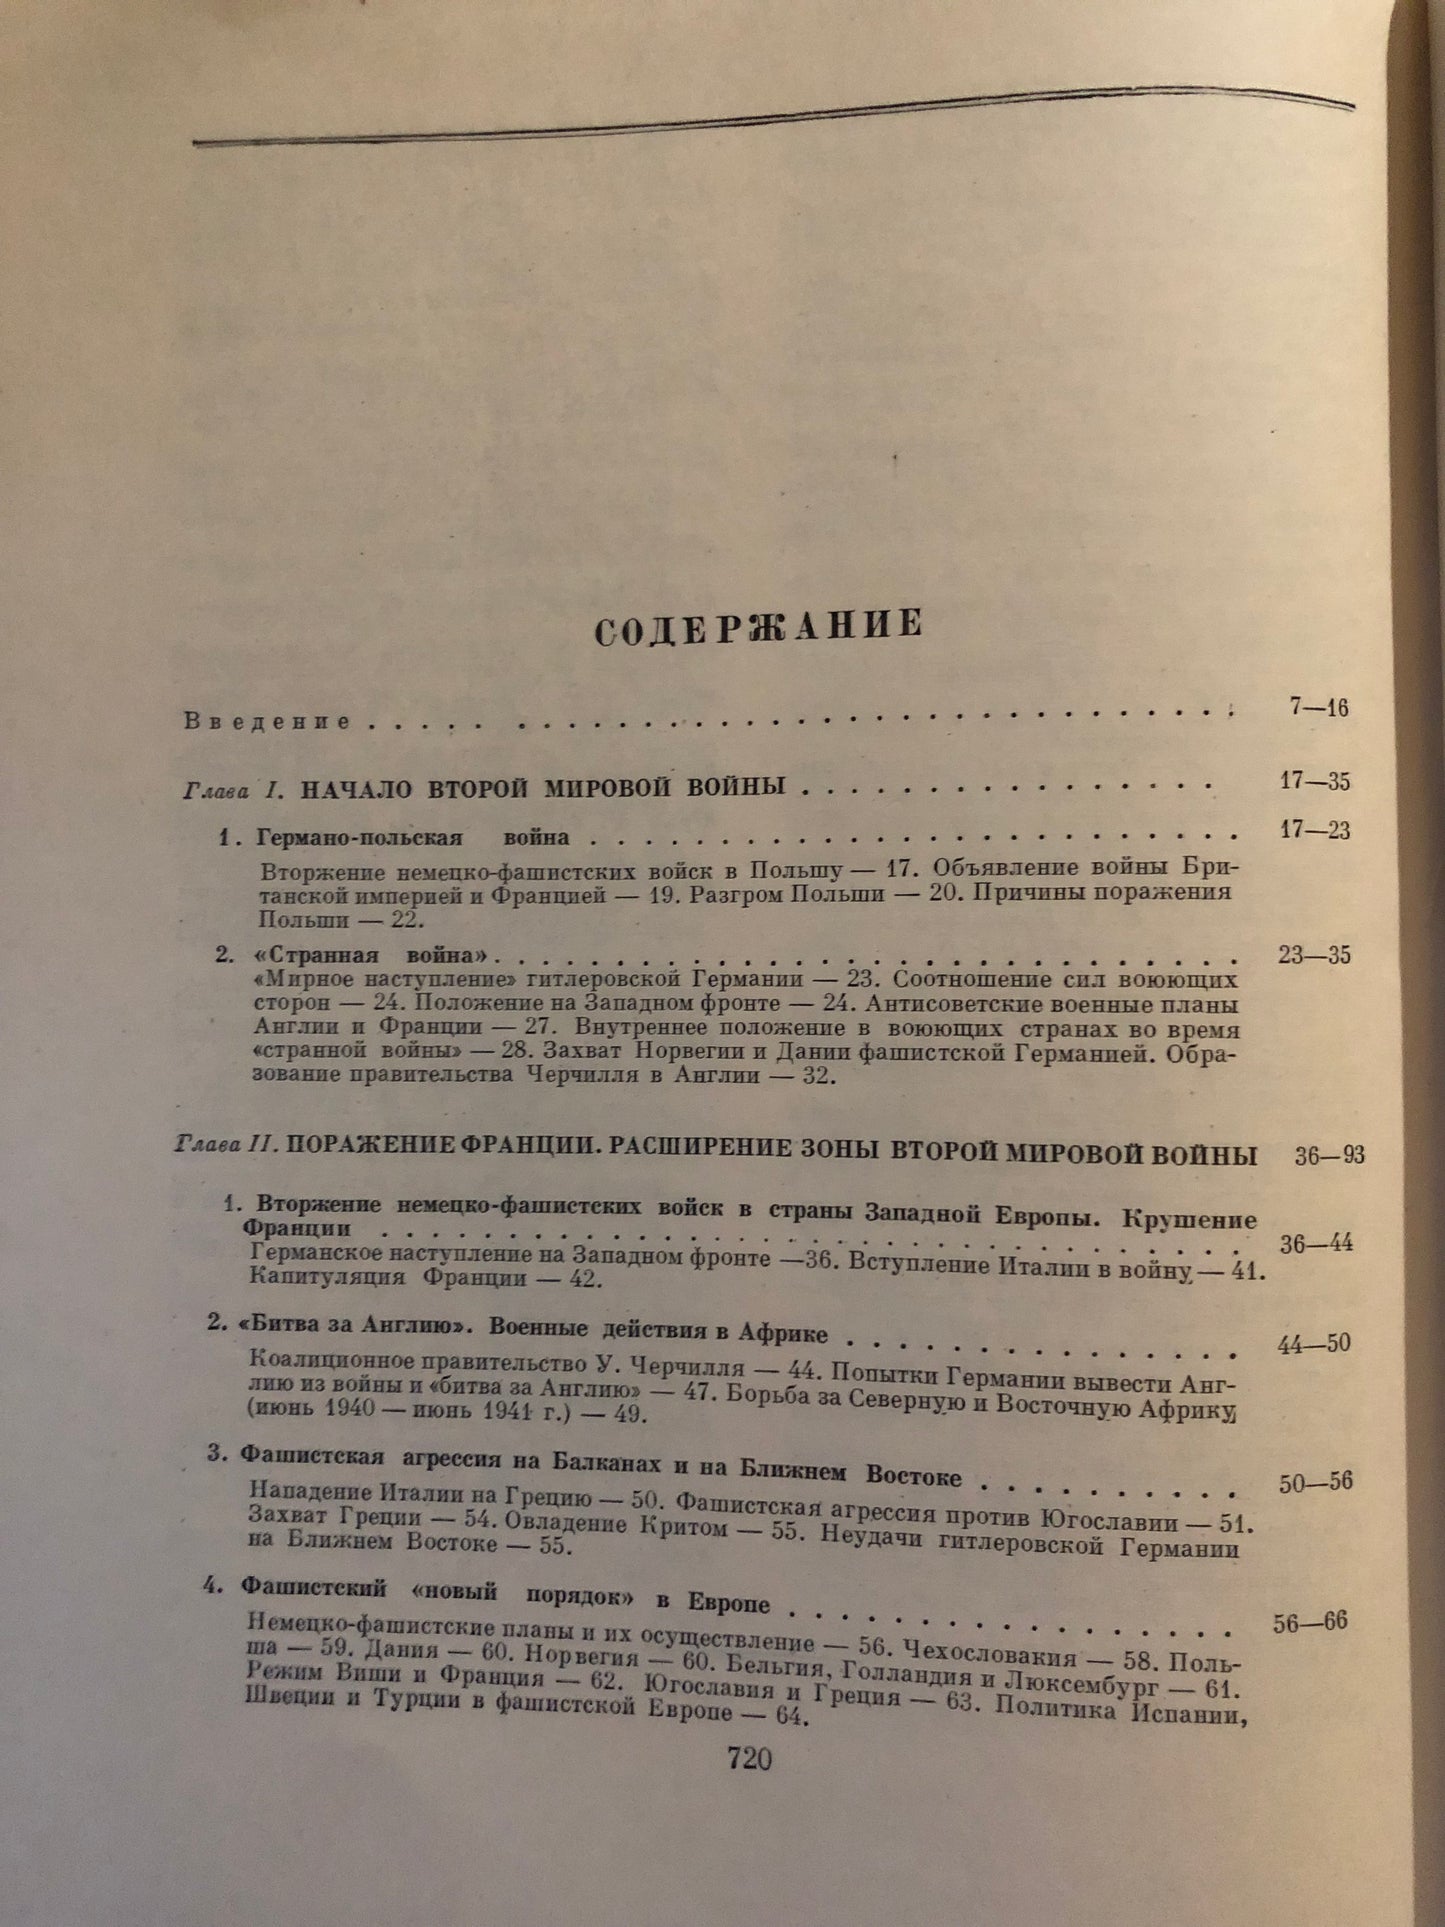 СОДЕРЖАНИЕ
Введение . . . . . . . . . . . . . . . . . . . . . . . . . . . . . . 7—16
Глава I. НАЧАЛО ВТОРОЙ МИРОВОЙ ВОЙНЫ . . . . . . . . . . . . . . . . . 17—35
1. Германо-польская война . . . . . . . . . . . . . . . . . . . . . . . 17—23
Вторжение немецко-фашистских войск в Польшу — 17. Объявление войны Бри-
танской империей и Францией — 19. Разгром Польши — 20. Причины поражения
Польши — 22.
2. «Странная война» . . . . . . . . . . . . . . . . . . . . . . . . . . 23—35
«Мирное наступление» гитлеровской Германии — 23. Соотношение сил воюющих
сторон — 24. Положение на Западном фронте — 24. Антисоветские военные планы
Англии и Франции — 27. Внутреннее положение в воюющих странах во время
«странной войны» — 28. Захват Норвегии и Дании фашистской Германией. Обра-
зование правительства Черчилля в Англии — 32.
Глава II. ПОРАЖЕНИЕ ФРАНЦИИ. РАСШИРЕНИЕ ЗОНЫ ВТОРОЙ МИРОВОЙ ВОЙНЫ 36—93
1. Вторжение немецко-фашистских войск в страны Западной Европы. Крушение
Франции . . . . . . . . . . . . . . . . . . . . . . . . . . . . . . 36—44
Германское наступление на Западном фронте —36. Вступление Италии в войну — 41.
Капитуляция Франции — 42.
2. «Битва за Англию». Военные действия в Африке . . . . . . . . . . . . . . 44—50
Коалиционное правительство У. Черчилля — 44. Попытки Германии вывести Анг-
лию из войны и «битва за Англию» — 47. Борьба за Северную и Восточную Африку
(июнь 1940 — июнь 1941 г.) — 49.
3. Фашистская агрессия на Балканах и на Ближнем Востоке . . . . . . . . . . 50—56
Нападение Италии на Грецию — 50. Фашистская агрессия против Югославии — 51.
Захват Греции — 54. Овладение Критом — 55. Неудачи гитлеровской Германии
на Ближнем Востоке — 55.
4. Фашистский «новый порядок» в Европе . . . . . . . . . . . . . . . . . 56—66
Немецко-фашистские планы и их осуществление — 56. Чехословакия — 58. Поль-
ша — 59. Дания — 60. Норвегия — 60. Бельгия, Голландия и Люксембург — 61.
Режим Виши и Франция — 62. Югославия и Греция — 63. Политика Испании,
Швеции и Турции в фашистской Европе — 64.
720